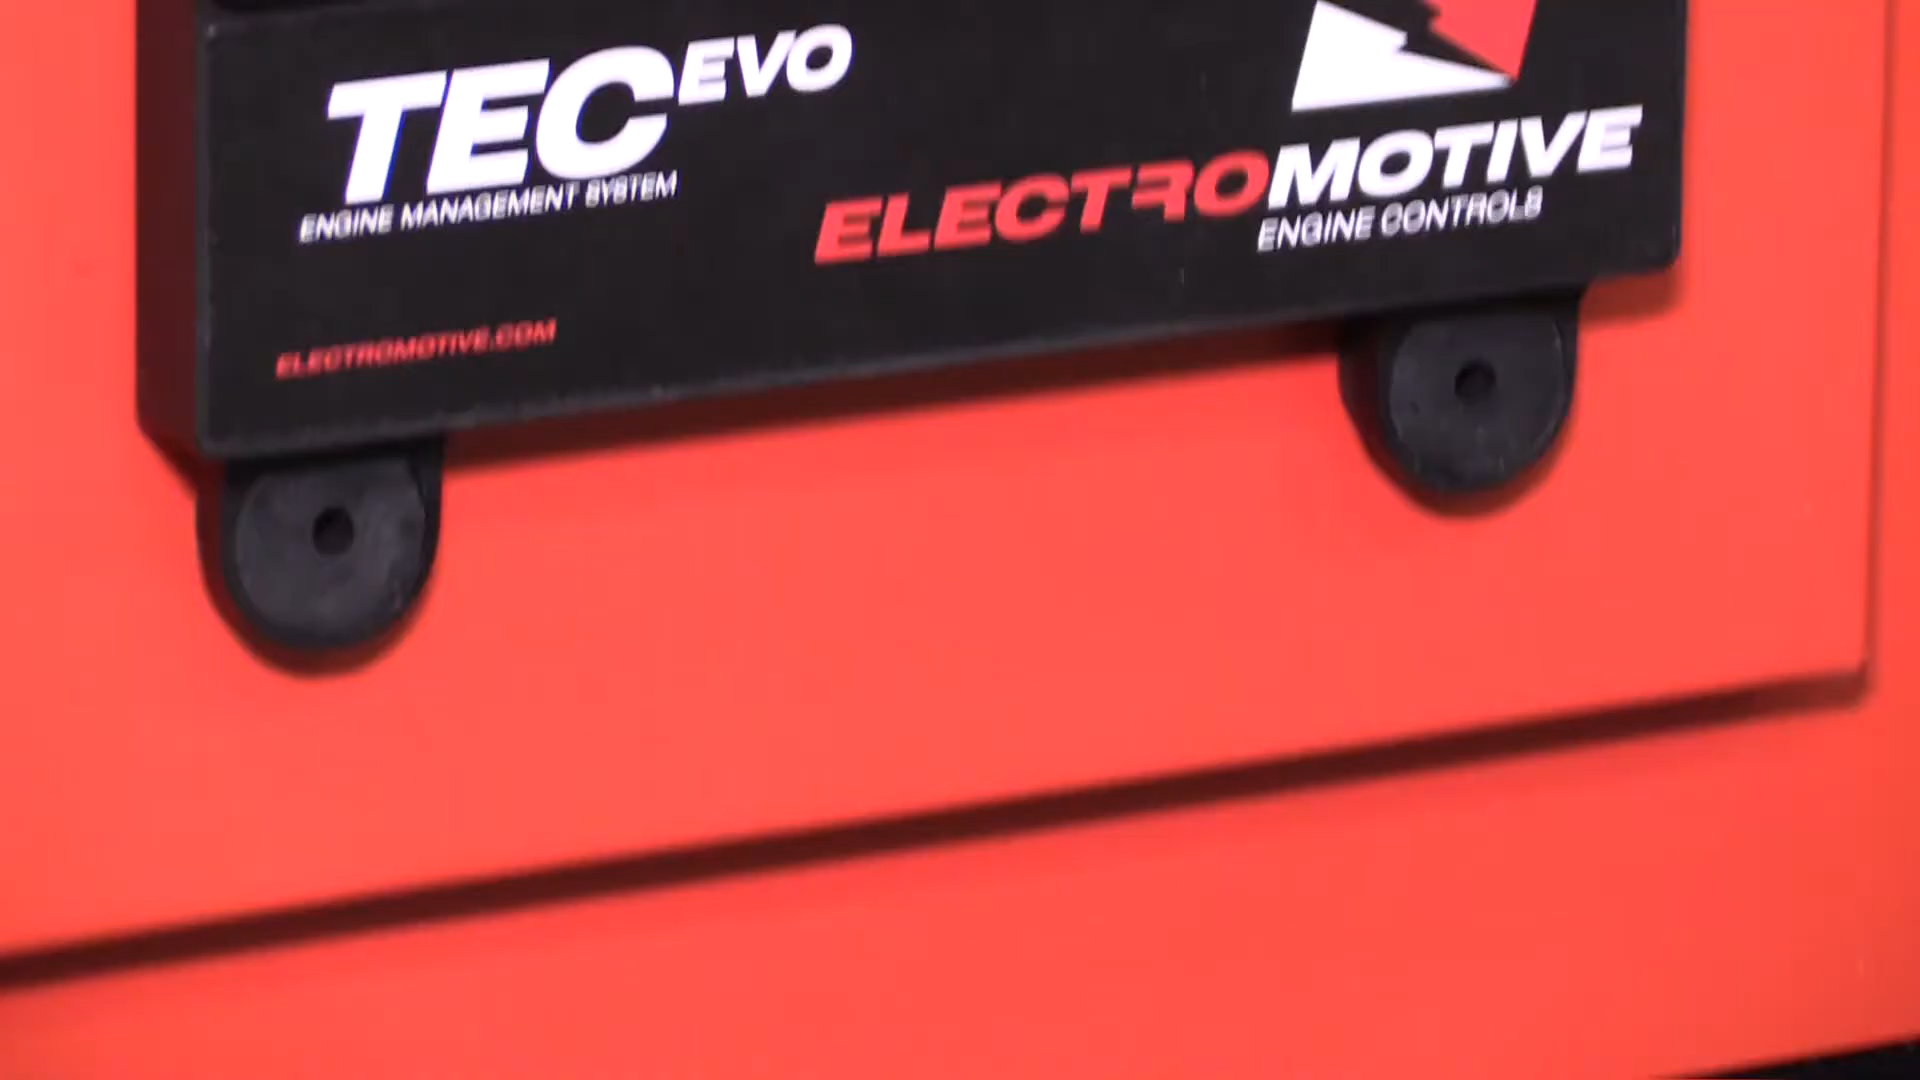 TEC EVO
ENGINE MANAGEMENT SYSTEM
ELECTROMOTIVE
ENGINE CONTROLS
ELECTROMOTIVE.COM